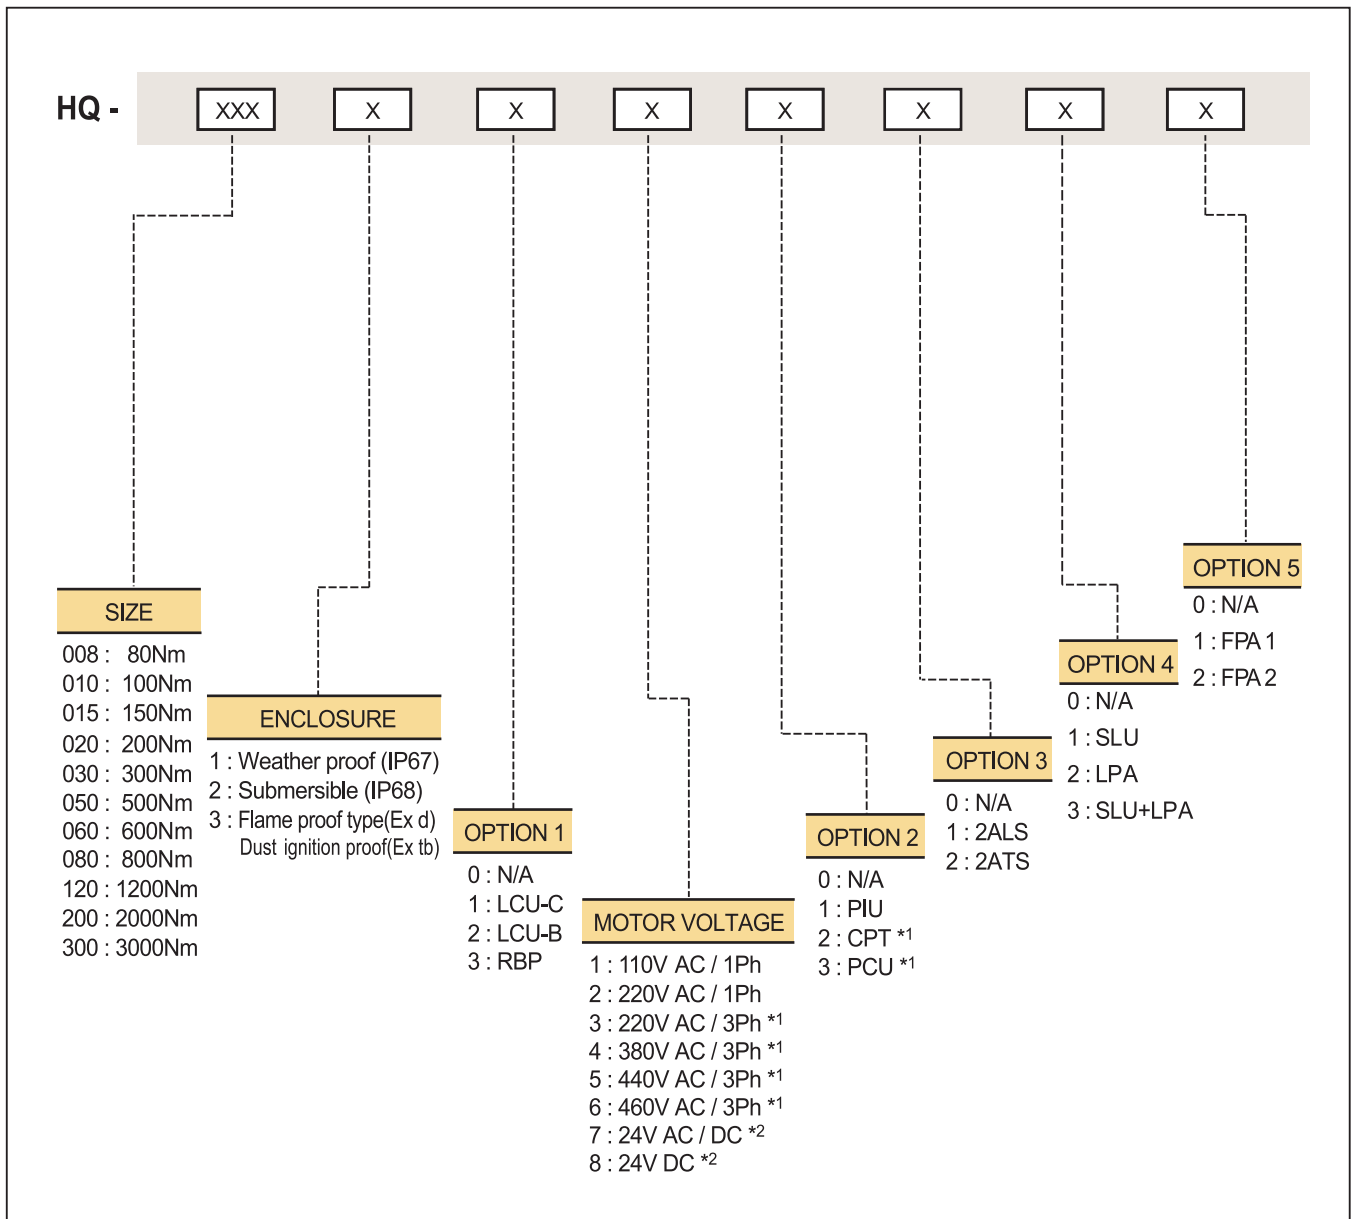 HQ - XXX X X X X X X X
SIZE
008 : 80Nm
010 : 100Nm
015 : 150Nm
020 : 200Nm
030 : 300Nm
050 : 500Nm
060 : 600Nm
080 : 800Nm
120 : 1200Nm
200 : 2000Nm
300 : 3000Nm
ENCLOSURE
1 : Weather proof (IP67)
2 : Submersible (IP68)
3 : Flame proof type(Ex d)
Dust ignition proof(Ex tb)
OPTION 1
0 : N/A
1 : LCU-C
2 : LCU-B
3 : RBP
MOTOR VOLTAGE
1 : 110V AC / 1Ph
2 : 220V AC / 1Ph
3 : 220V AC / 3Ph *1
4 : 380V AC / 3Ph *1
5 : 440V AC / 3Ph *1
6 : 460V AC / 3Ph *1
7 : 24V AC / DC *2
8 : 24V DC *2
OPTION 2
0 : N/A
1 : PIU
2 : CPT *1
3 : PCU *1
OPTION 3
0 : N/A
1 : 2ALS
2 : 2ATS
OPTION 4
0 : N/A
1 : SLU
2 : LPA
3 : SLU+LPA
OPTION 5
0 : N/A
1 : FPA 1
2 : FPA 2